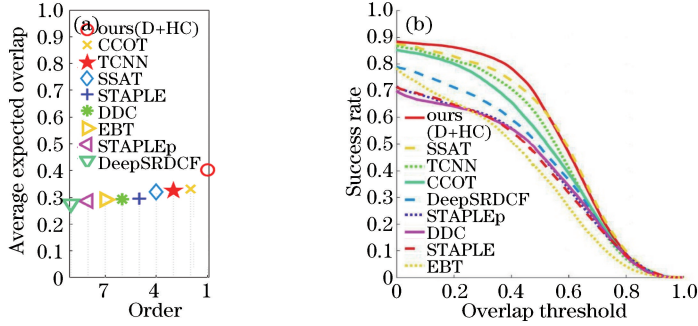 (a)
Average expected overlap
1.0
0.9
0.8
0.7
0.6
0.5
0.4
0.3
0.2
0.1
0
ours(D+HC)
CCOT
TCNN
SSAT
STAPLE
DDC
EBT
STAPLEp
DeepSRDCF
7 4 1
Order
(b)
Success rate
1.0
0.9
0.8
0.7
0.6
0.5
0.4
0.3
0.2
0.1
0
ours
(D+HC)
SSAT
TCNN
CCOT
DeepSRDCF
STAPLEp
DDC
STAPLE
EBT
0 0.2 0.4 0.6 0.8 1.0
Overlap threshold